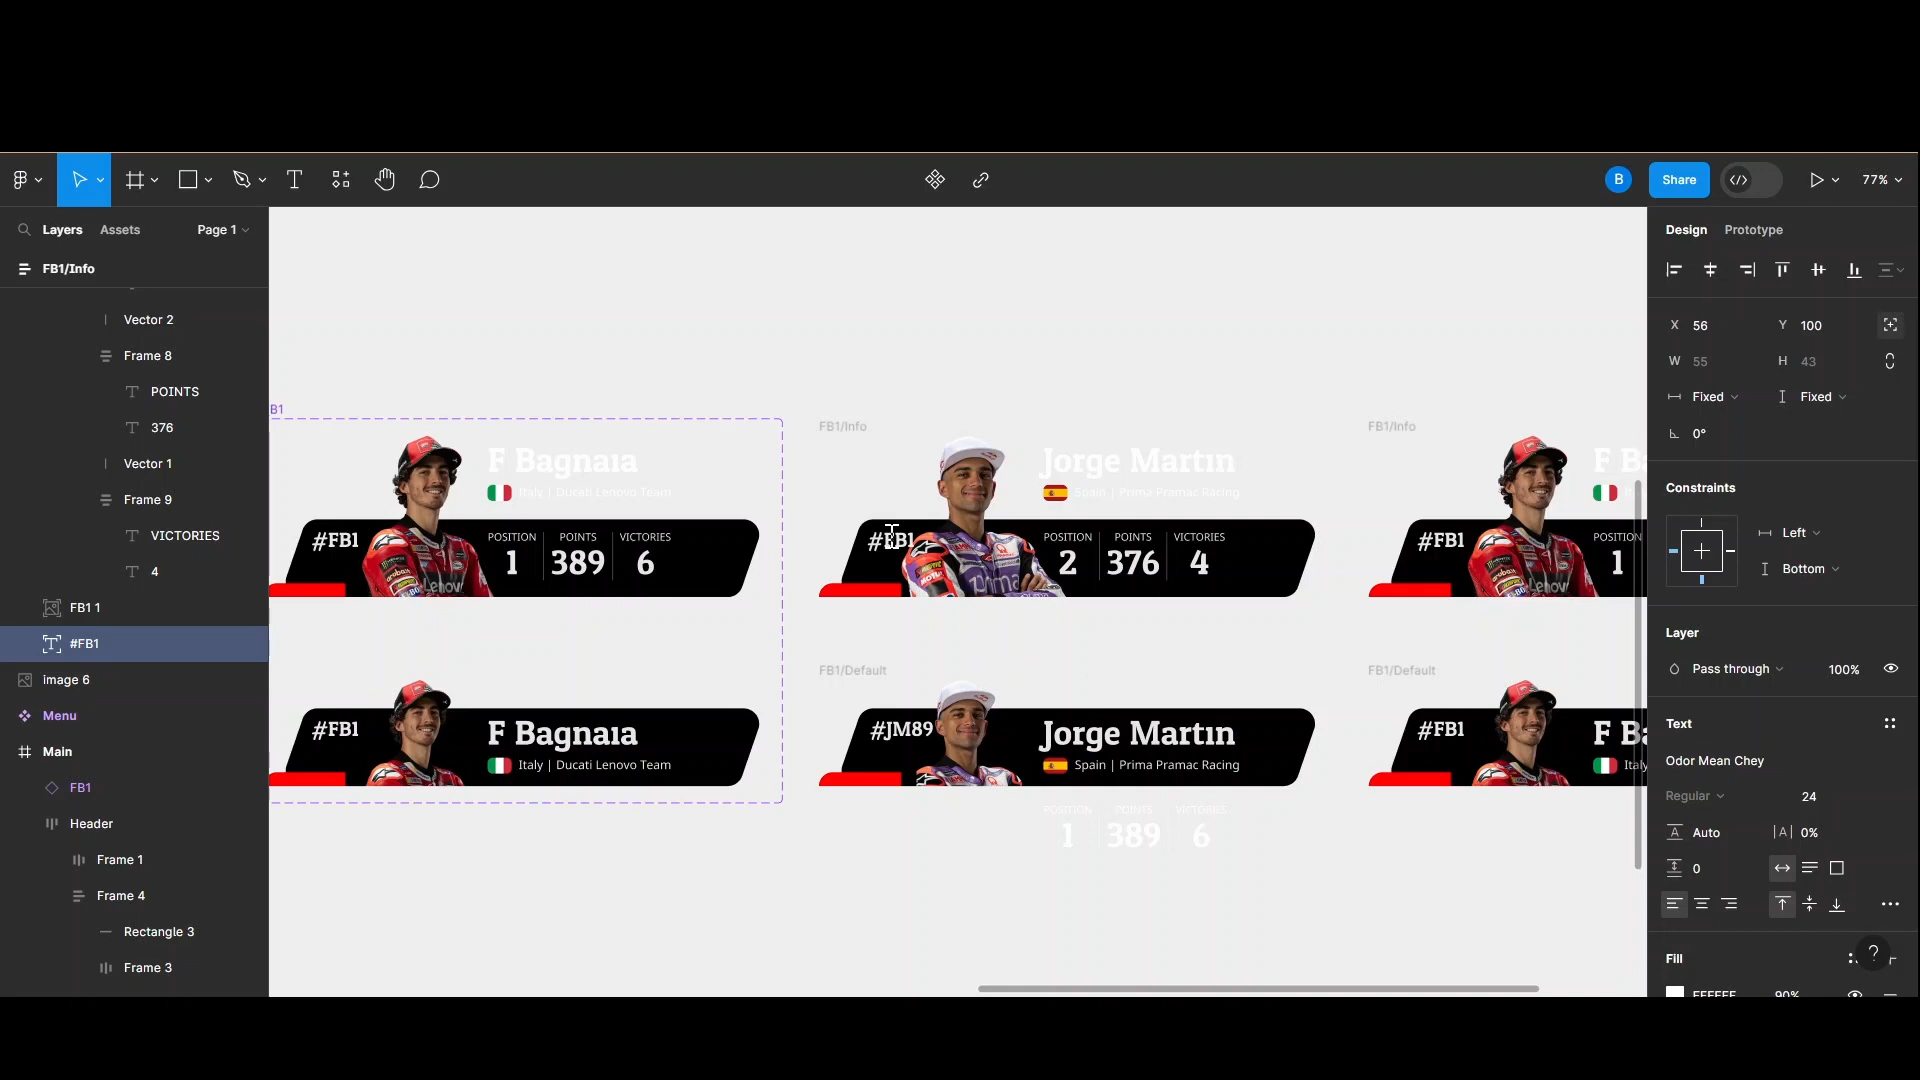 B
Share
77%
Layers
Assets
Page 1
FB1/Info
Vector 2
Frame 8
POINTS
376
Vector 1
Frame 9
VICTORIES
4
FB1 1
#FB1
image 6
Menu
Main
FB1
Header
Frame 1
Frame 4
Rectangle 3
Frame 3
B1
F Bagnaia
Italy | Ducati Lenovo Team
#FB1
POSITION
POINTS
VICTORIES
1
389
6
#FB1
F Bagnaia
Italy | Ducati Lenovo Team
FB1/Info
Jorge Martin
Spain | Prima Pramac Racing
#FB1
POSITION
POINTS
VICTORIES
2
376
4
FB1/Default
#JM89
Jorge Martin
Spain | Prima Pramac Racing
POSITION
POINTS
VICTORIES
1
389
6
FB1/Info
F Ba
#FB1
POSITION
1
FB1/Default
#FB1
F Ba
Italy
Design
Prototype
X 56
Y 100
W 55
H 43
Fixed
Fixed
0°
Constraints
Left
Bottom
Layer
Pass through
100%
Text
Odor Mean Chey
Regular
24
Auto
0%
0
Fill
?
FFFFFF
90%